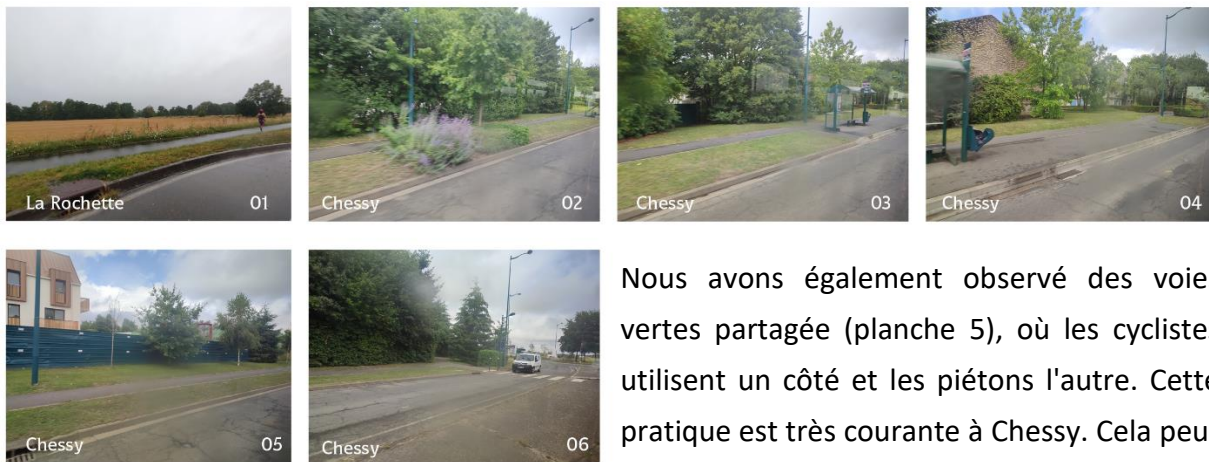 La Rochette 01
Chessy 02
Chessy 03
Chessy 04
Chessy 05
Chessy 06
Nous avons également observé des voie
vertes partagée (planche 5), où les cycliste
utilisent un côté et les piétons l'autre. Cette
pratique est très courante à Chessy. Cela peu